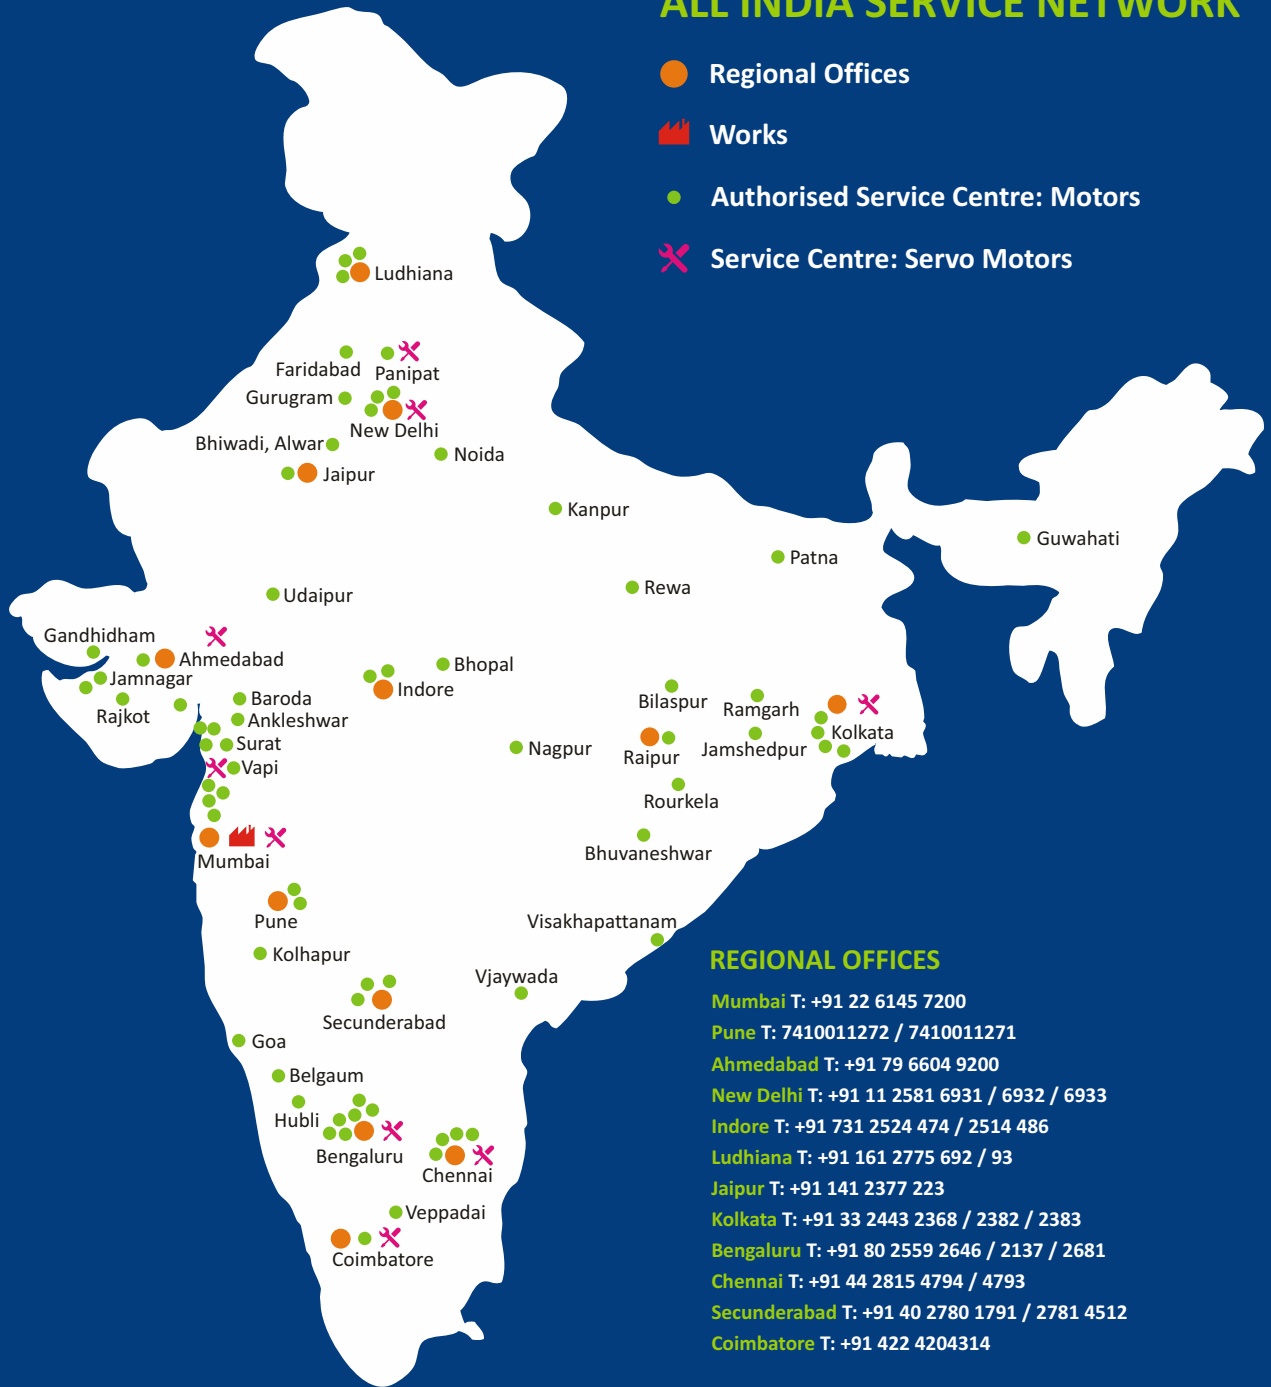 ALL INDIA SERVICE NETWORK
Regional Offices
Works
Authorised Service Centre: Motors
Service Centre: Servo Motors
Ludhiana
Faridabad
Panipat
Gurugram
New Delhi
Bhiwadi, Alwar
Noida
Jaipur
Kanpur
Guwahati
Patna
Rewa
Udaipur
Gandhidham
Ahmedabad
Bhopal
Jamnagar
Indore
Baroda
Bilaspur
Ramgarh
Rajkot
Ankleshwar
Kolkata
Surat
Nagpur
Raipur
Jamshedpur
Vapi
Rourkela
Mumbai
Bhuvaneshwar
Pune
Visakhapattanam
Kolhapur
Vjaywada
Secunderabad
Goa
Belgaum
Hubli
Bengaluru
Chennai
Veppadai
Coimbatore
REGIONAL OFFICES
Mumbai T: +91 22 6145 7200
Pune T: 7410011272 / 7410011271
Ahmedabad T: +91 79 6604 9200
New Delhi T: +91 11 2581 6931 / 6932 / 6933
Indore T: +91 731 2524 474 / 2514 486
Ludhiana T: +91 161 2775 692 / 93
Jaipur T: +91 141 2377 223
Kolkata T: +91 33 2443 2368 / 2382 / 2383
Bengaluru T: +91 80 2559 2646 / 2137 / 2681
Chennai T: +91 44 2815 4794 / 4793
Secunderabad T: +91 40 2780 1791 / 2781 4512
Coimbatore T: +91 422 4204314